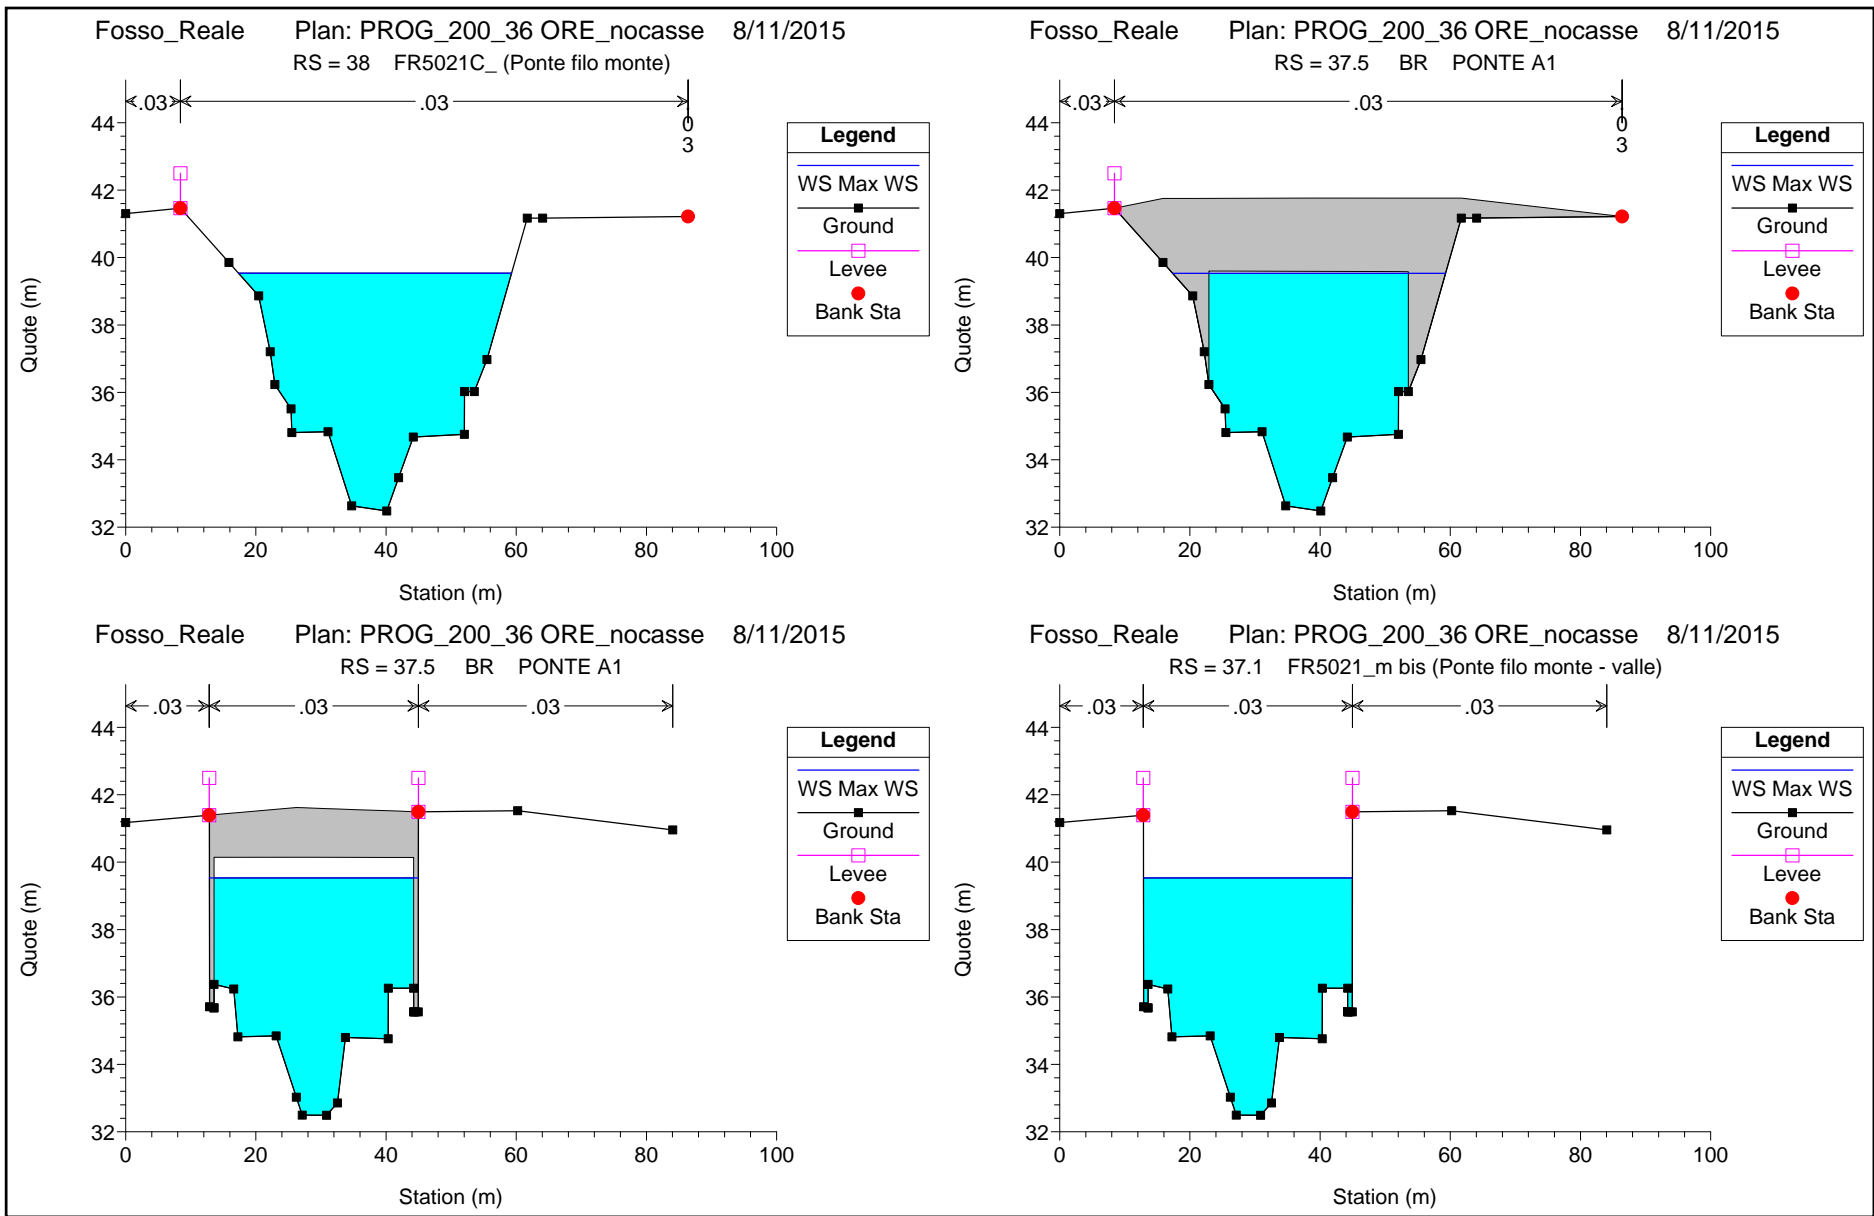 Fosso_Reale Plan: PROG_200_36 ORE_nocasse 8/11/2015
RS = 38 FR5021C_ (Ponte filo monte)
.03 .03 .03
Quote (m)
44
42
40
38
36
34
32
0 20 40 60 80 100
Station (m)
Legend
WS Max WS
Ground
Levee
Bank Sta
Fosso_Reale Plan: PROG_200_36 ORE_nocasse 8/11/2015
RS = 37.5 BR PONTE A1
.03 .03 .03
Quote (m)
44
42
40
38
36
34
32
0 20 40 60 80 100
Station (m)
Legend
WS Max WS
Ground
Levee
Bank Sta
Fosso_Reale Plan: PROG_200_36 ORE_nocasse 8/11/2015
RS = 37.5 BR PONTE A1
.03 .03 .03
Quote (m)
44
42
40
38
36
34
32
0 20 40 60 80 100
Station (m)
Legend
WS Max WS
Ground
Levee
Bank Sta
Fosso_Reale Plan: PROG_200_36 ORE_nocasse 8/11/2015
RS = 37.1 FR5021_m bis (Ponte filo monte - valle)
.03 .03 .03
Quote (m)
44
42
40
38
36
34
32
0 20 40 60 80 100
Station (m)
Legend
WS Max WS
Ground
Levee
Bank Sta